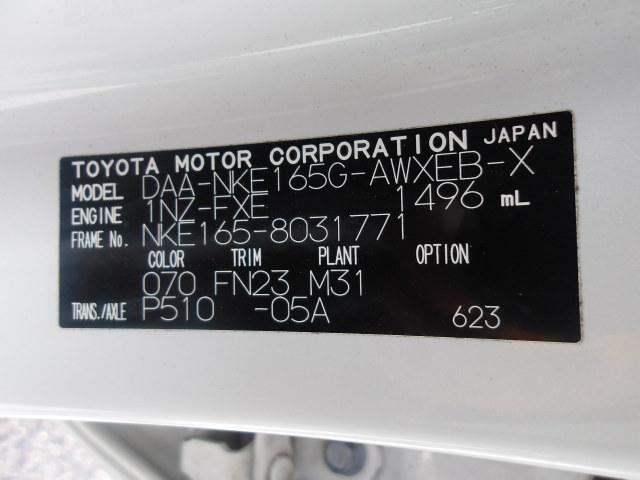 TOYOTA MOTOR CORPORATION JAPAN
MODEL DAA-NKE165G-AWXEB-X
ENGINE 1NZ-FXE 1496 mL
FRAME No. NKE165-8031771
COLOR TRIM PLANT OPTION
070 FN23 M31
TRANS./AXLE P510 -05A 623